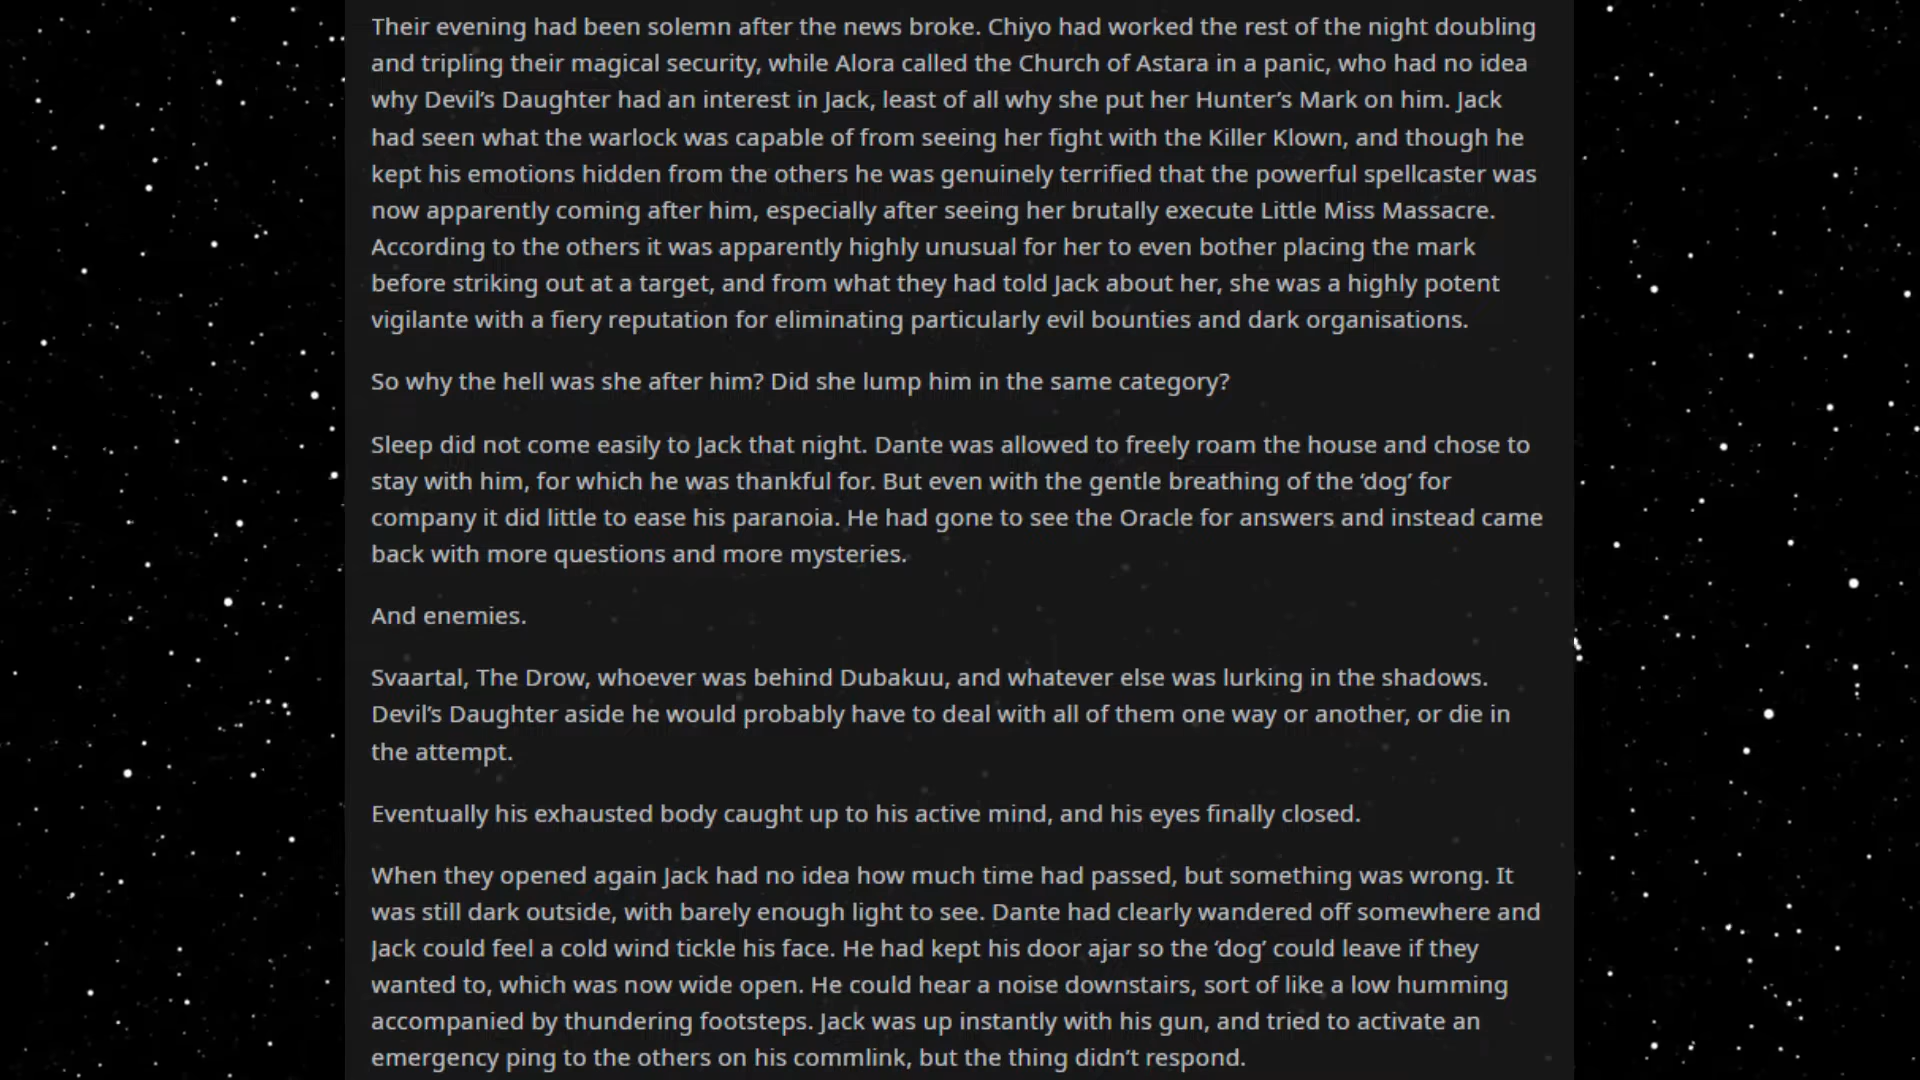 Their evening had been solemn after the news broke. Chiyo had worked the rest of the night doubling
and tripling their magical security, while Alora called the Church of Astara in a panic, who had no idea
why Devil’s Daughter had an interest in Jack, least of all why she put her Hunter’s Mark on him. Jack
had seen what the warlock was capable of from seeing her fight with the Killer Klown, and though he
kept his emotions hidden from the others he was genuinely terrified that the powerful spellcaster was
now apparently coming after him, especially after seeing her brutally execute Little Miss Massacre.
According to the others it was apparently highly unusual for her to even bother placing the mark
before striking out at a target, and from what they had told Jack about her, she was a highly potent
vigilante with a fiery reputation for eliminating particularly evil bounties and dark organisations.
So why the hell was she after him? Did she lump him in the same category?
Sleep did not come easily to Jack that night. Dante was allowed to freely roam the house and chose to
stay with him, for which he was thankful for. But even with the gentle breathing of the ‘dog’ for
company it did little to ease his paranoia. He had gone to see the Oracle for answers and instead came
back with more questions and more mysteries.
And enemies.
Svaartal, The Drow, whoever was behind Dubakuu, and whatever else was lurking in the shadows.
Devil’s Daughter aside he would probably have to deal with all of them one way or another, or die in
the attempt.
Eventually his exhausted body caught up to his active mind, and his eyes finally closed.
When they opened again Jack had no idea how much time had passed, but something was wrong. It
was still dark outside, with barely enough light to see. Dante had clearly wandered off somewhere and
Jack could feel a cold wind tickle his face. He had kept his door ajar so the ‘dog’ could leave if they
wanted to, which was now wide open. He could hear a noise downstairs, sort of like a low humming
accompanied by thundering footsteps. Jack was up instantly with his gun, and tried to activate an
emergency ping to the others on his commlink, but the thing didn’t respond.